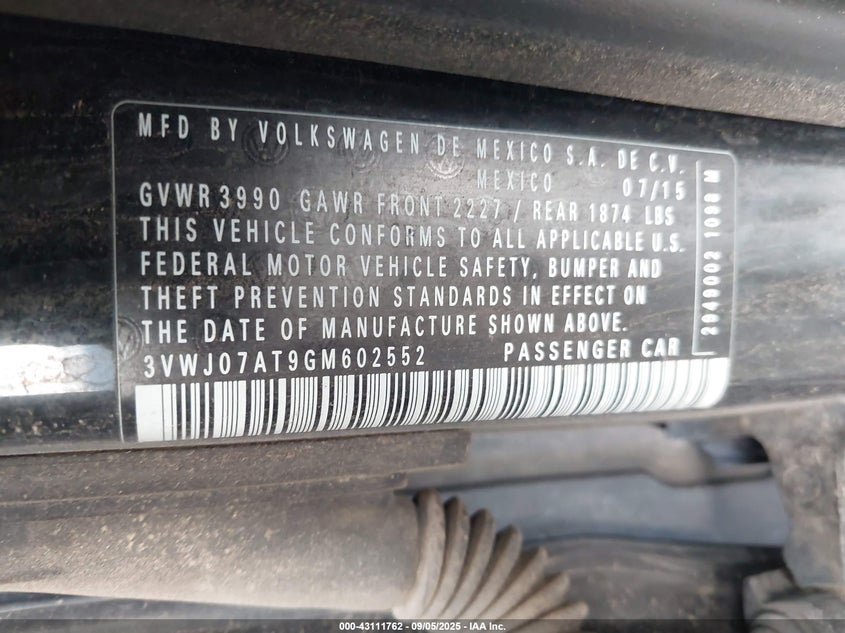 MFD BY VOLKSWAGEN DE MEXICO S.A. DE C.V.
MEXICO 07/15
GVWR 3990 GAWR FRONT 2227 / REAR 1874 LBS
THIS VEHICLE CONFORMS TO ALL APPLICABLE U.S.
FEDERAL MOTOR VEHICLE SAFETY, BUMPER AND
THEFT PREVENTION STANDARDS IN EFFECT ON
THE DATE OF MANUFACTURE SHOWN ABOVE.
3VWJ07AT9GM602552 PASSENGER CAR
2949002 1098 M
000-43111762 - 09/05/2025 - IAA Inc.